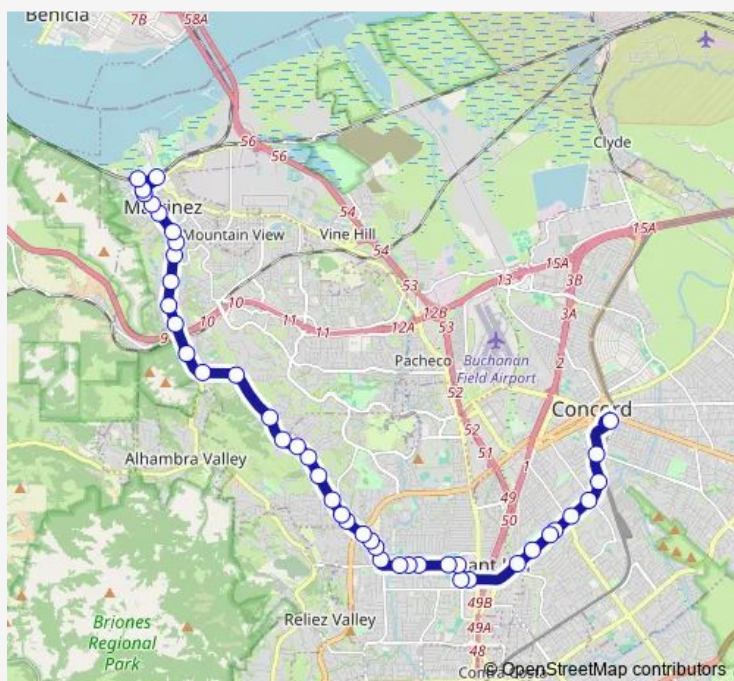 Benicia
7B
58A
56
56
Clyde
Martinez
54
Mountain View
Vine Hill
15A
54
15A
13
3B
53
10
12B
3A
9
10
11
11
12A
53
Pacheco
Buchanan
Field Airport
2
52
Concord
52
Alhambra Valley
51
1
49
50
Briones
Regional
Park
Reliez Valley
49B
49A
48
© OpenStreetMap contributors